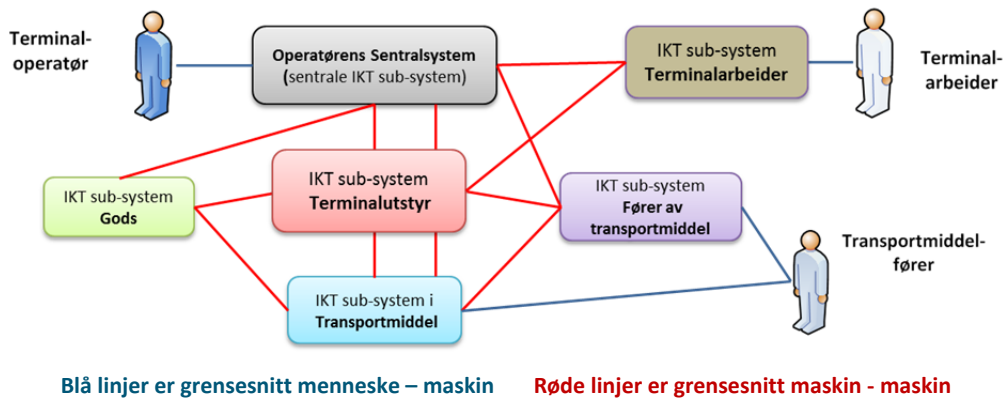 Terminal-
operatør
Operatørens Sentralsystem
(sentrale IKT sub-system)
IKT sub-system
Terminalarbeider
Terminal-
arbeider
IKT sub-system
Gods
IKT sub-system
Terminalutstyr
IKT sub-system
Fører av
transportmiddel
Transportmiddel-
fører
IKT sub-system i
Transportmiddel
Blå linjer er grensesnitt menneske – maskin
Røde linjer er grensesnitt maskin - maskin